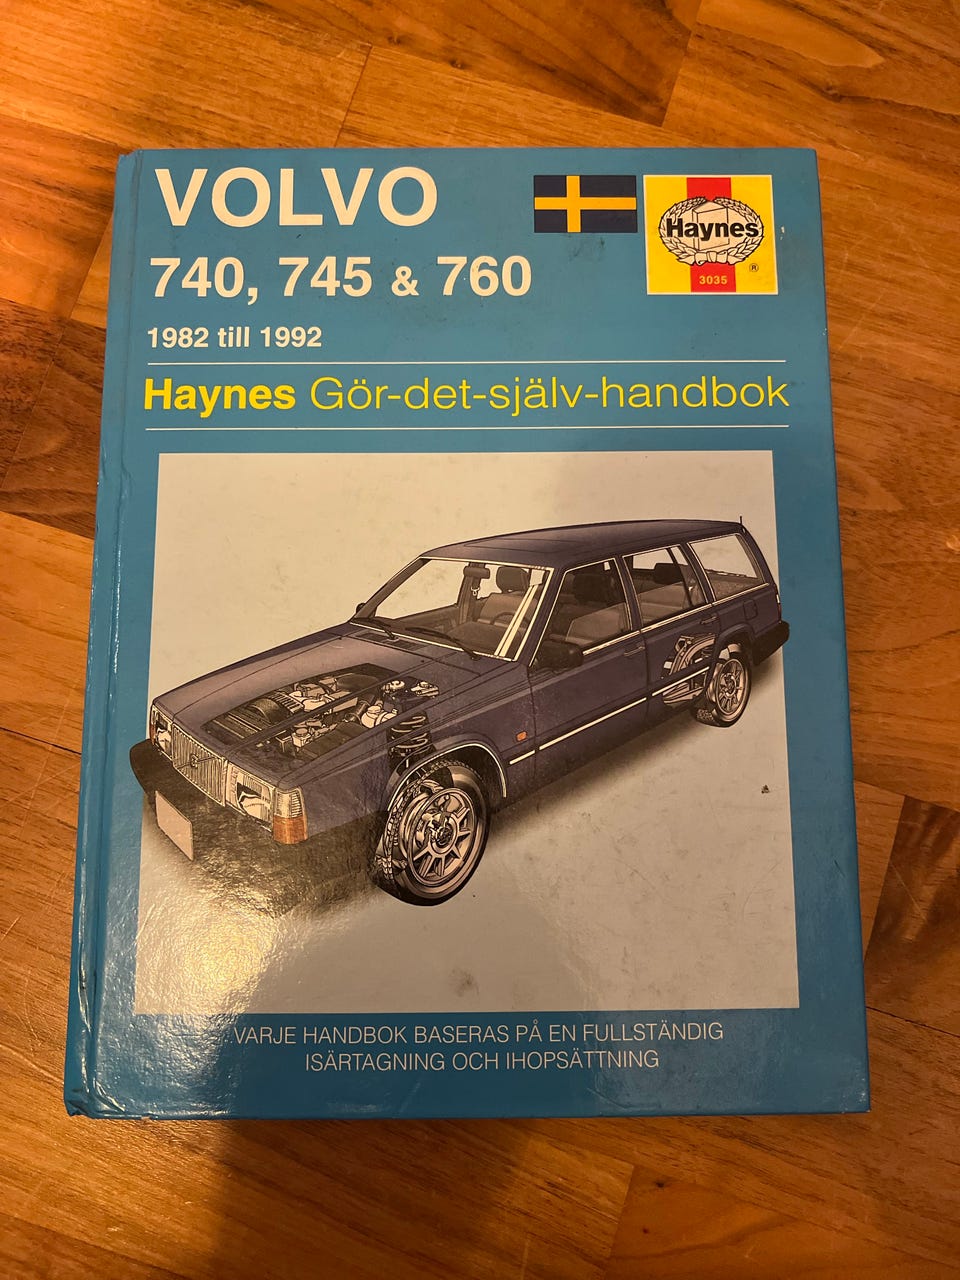 VOLVO
740, 745 & 760
1982 till 1992
Haynes
®
3035
Haynes Gör-det-själv-handbok
VARJE HANDBOK BASERAS PÅ EN FULLSTÄNDIG
ISÄRTAGNING OCH IHOPSÄTTNING